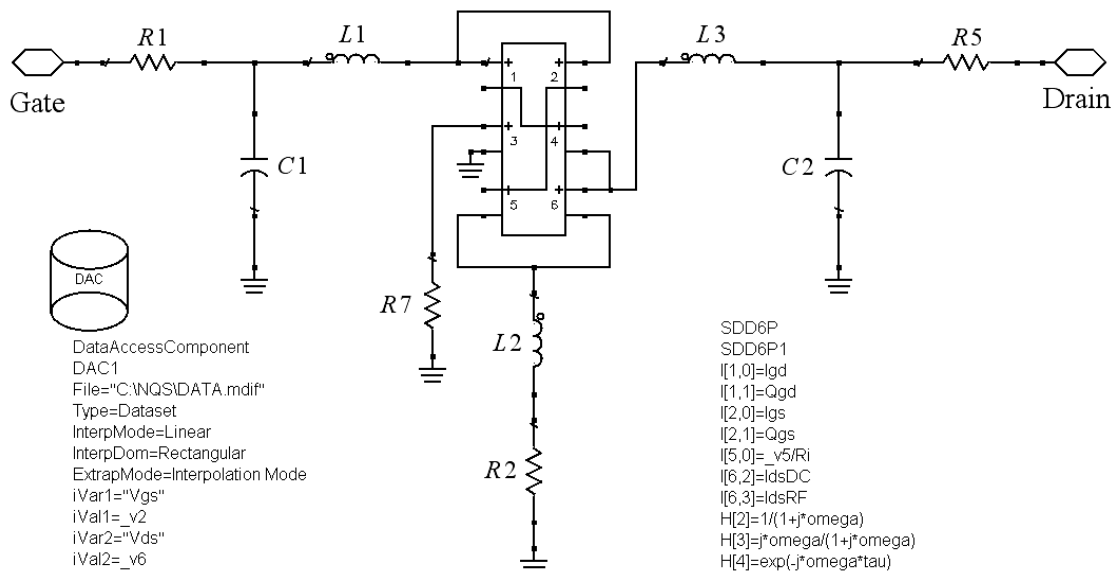 R1
L1
L3
R5
Gate
Drain
C1
C2
1
2
3
4
5
6
DAC
R7
L2
R2
DataAccessComponent
DAC1
File="C:\NQS\DATA.mdif"
Type=Dataset
InterpMode=Linear
InterpDom=Rectangular
ExtrapMode=Interpolation Mode
iVar1="Vgs"
iVal1=_v2
iVar2="Vds"
iVal2=_v6
SDD6P
SDD6P1
I[1,0]=Igd
I[1,1]=Qgd
I[2,0]=Igs
I[2,1]=Qgs
I[5,0]=_v5/Ri
I[6,2]=IdsDC
I[6,3]=IdsRF
H[2]=1/(1+j*omega)
H[3]=j*omega/(1+j*omega)
H[4]=exp(-j*omega*tau)